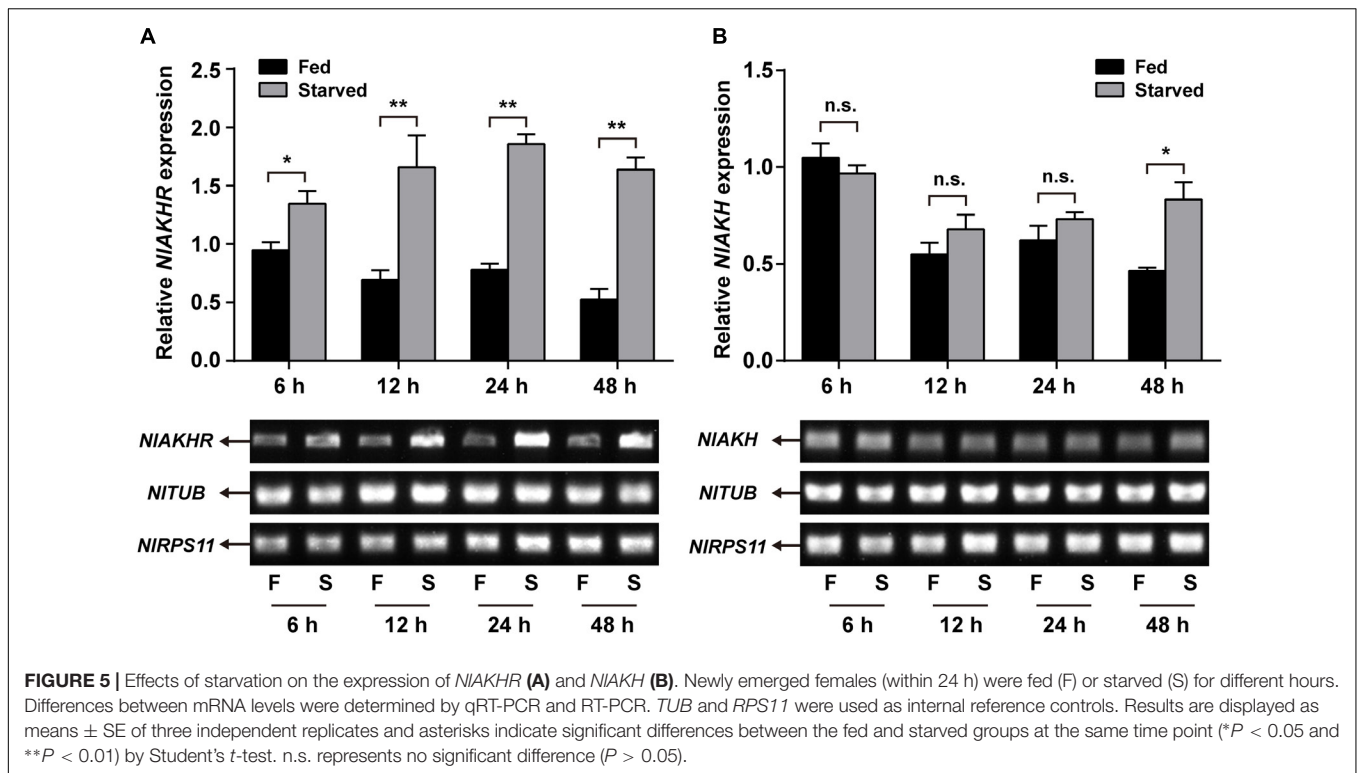 A
Relative NlAKHR expression
2.5
2.0
1.5
1.0
0.5
0.0
Fed
Starved
*
**
**
**
6 h 12 h 24 h 48 h
NlAKHR
NlTUB
NlRPS11
F S F S F S F S
6 h 12 h 24 h 48 h
B
Relative NlAKH expression
1.5
1.0
0.5
0.0
Fed
Starved
n.s.
n.s.
n.s.
*
6 h 12 h 24 h 48 h
NlAKH
NlTUB
NlRPS11
F S F S F S F S
6 h 12 h 24 h 48 h
FIGURE 5 | Effects of starvation on the expression of NlAKHR (A) and NlAKH (B). Newly emerged females (within 24 h) were fed (F) or starved (S) for different hours.
Differences between mRNA levels were determined by qRT-PCR and RT-PCR. TUB and RPS11 were used as internal reference controls. Results are displayed as
means ± SE of three independent replicates and asterisks indicate significant differences between the fed and starved groups at the same time point (*P < 0.05 and
**P < 0.01) by Student's t-test. n.s. represents no significant difference (P > 0.05).